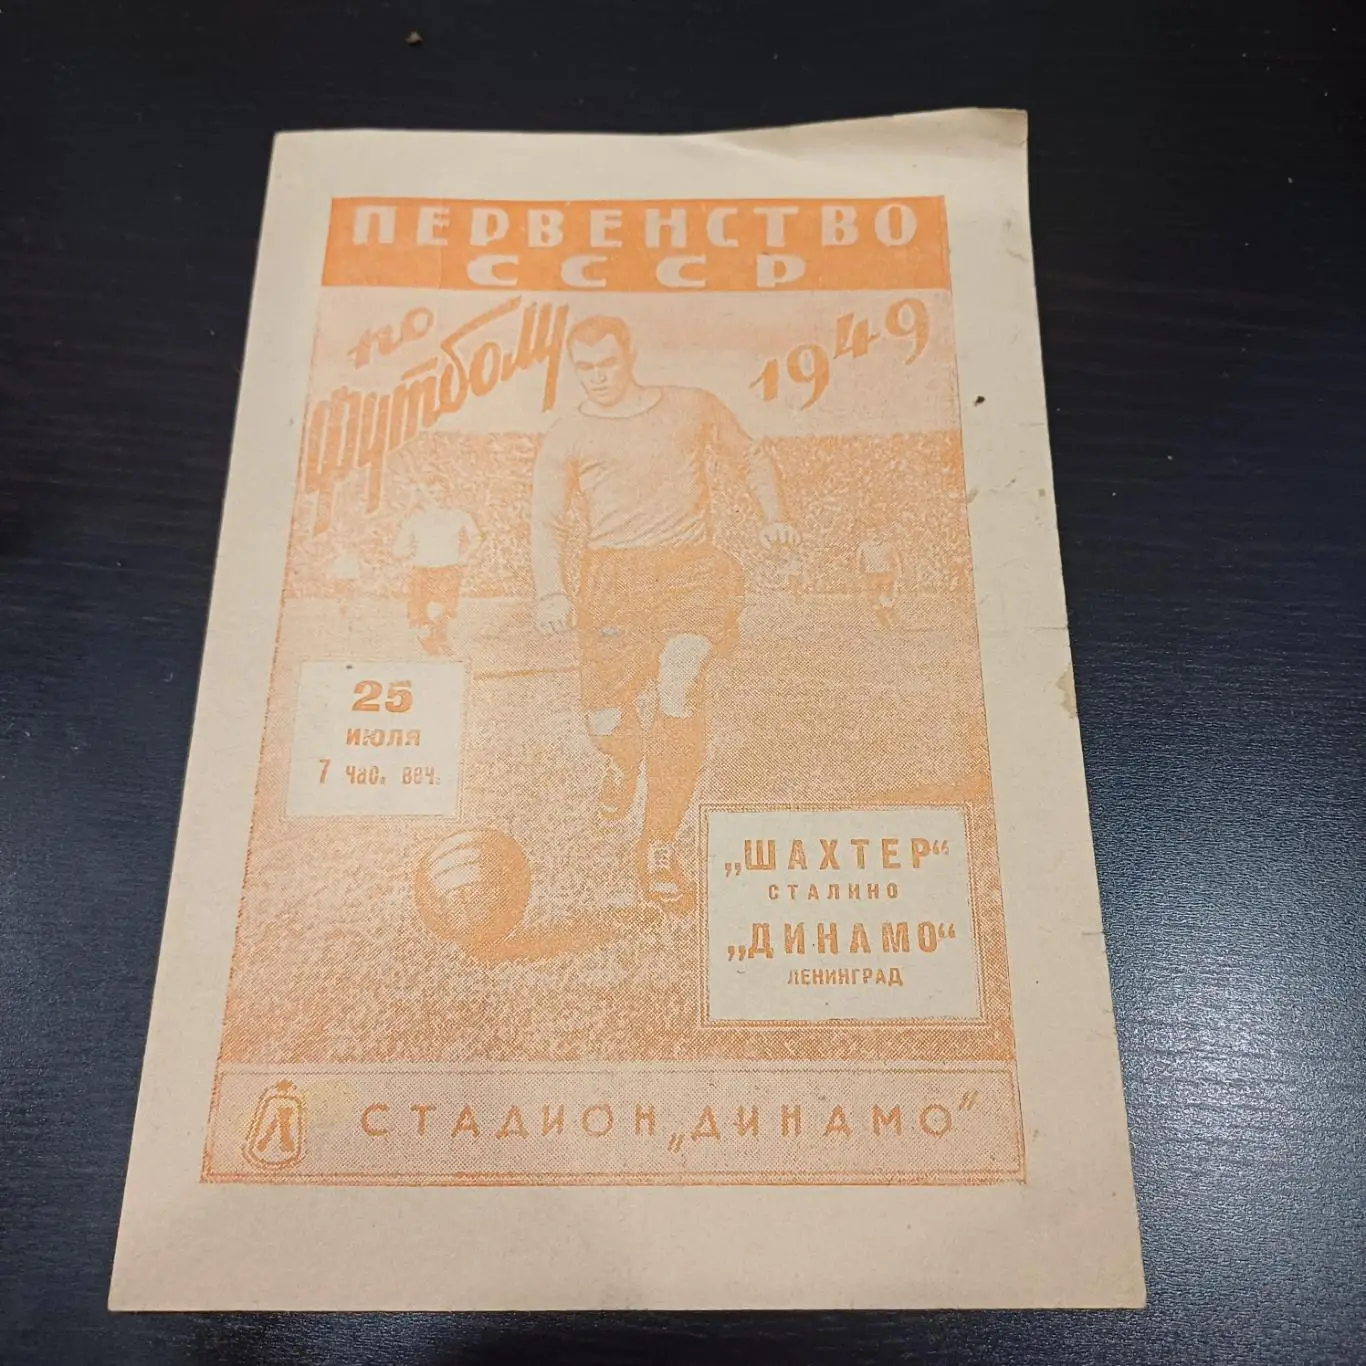 ПЕРВЕНСТВО
СССР
по
футболу
1949
25
ИЮЛЯ
7 час. веч.
„ШАХТЕР“
СТАЛИНО
„ДИНАМО“
ЛЕНИНГРАД
Л СТАДИОН „ДИНАМО“